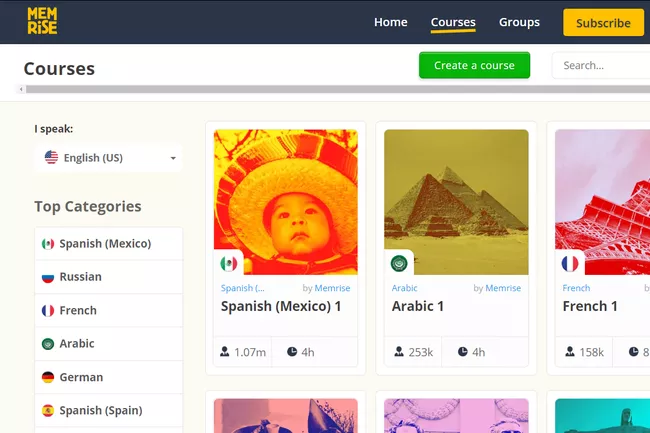 MEM
RiSE
Home Courses Groups Subscribe
Courses
Create a course
Search...
I speak:
English (US)
Top Categories
Spanish (Mexico)
Russian
French
Arabic
German
Spanish (Spain)
Spanish (... by Memrise
Spanish (Mexico) 1
1.07m 4h
Arabic by Memrise
Arabic 1
253k 4h
French by M
French 1
158k 8